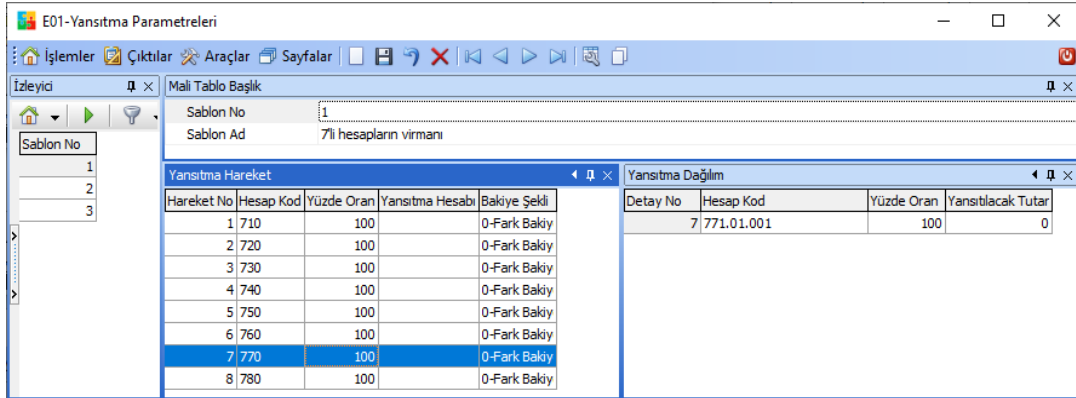 E01-Yansıtma Parametreleri
İşlemler Çıktılar Araçlar Sayfalar
İzleyici
Sablon No
1
2
3
Mali Tablo Başlık
Sablon No 1
Sablon Ad 7'li hesapların virmanı
Yansıtma Hareket
Hareket No Hesap Kod Yüzde Oran Yansıtma Hesabı Bakiye Şekli
1 710 100 0-Fark Bakiy
2 720 100 0-Fark Bakiy
3 730 100 0-Fark Bakiy
4 740 100 0-Fark Bakiy
5 750 100 0-Fark Bakiy
6 760 100 0-Fark Bakiy
7 770 100 0-Fark Bakiy
8 780 100 0-Fark Bakiy
Yansıtma Dağılım
Detay No Hesap Kod Yüzde Oran Yansıtılacak Tutar
7 771.01.001 100 0